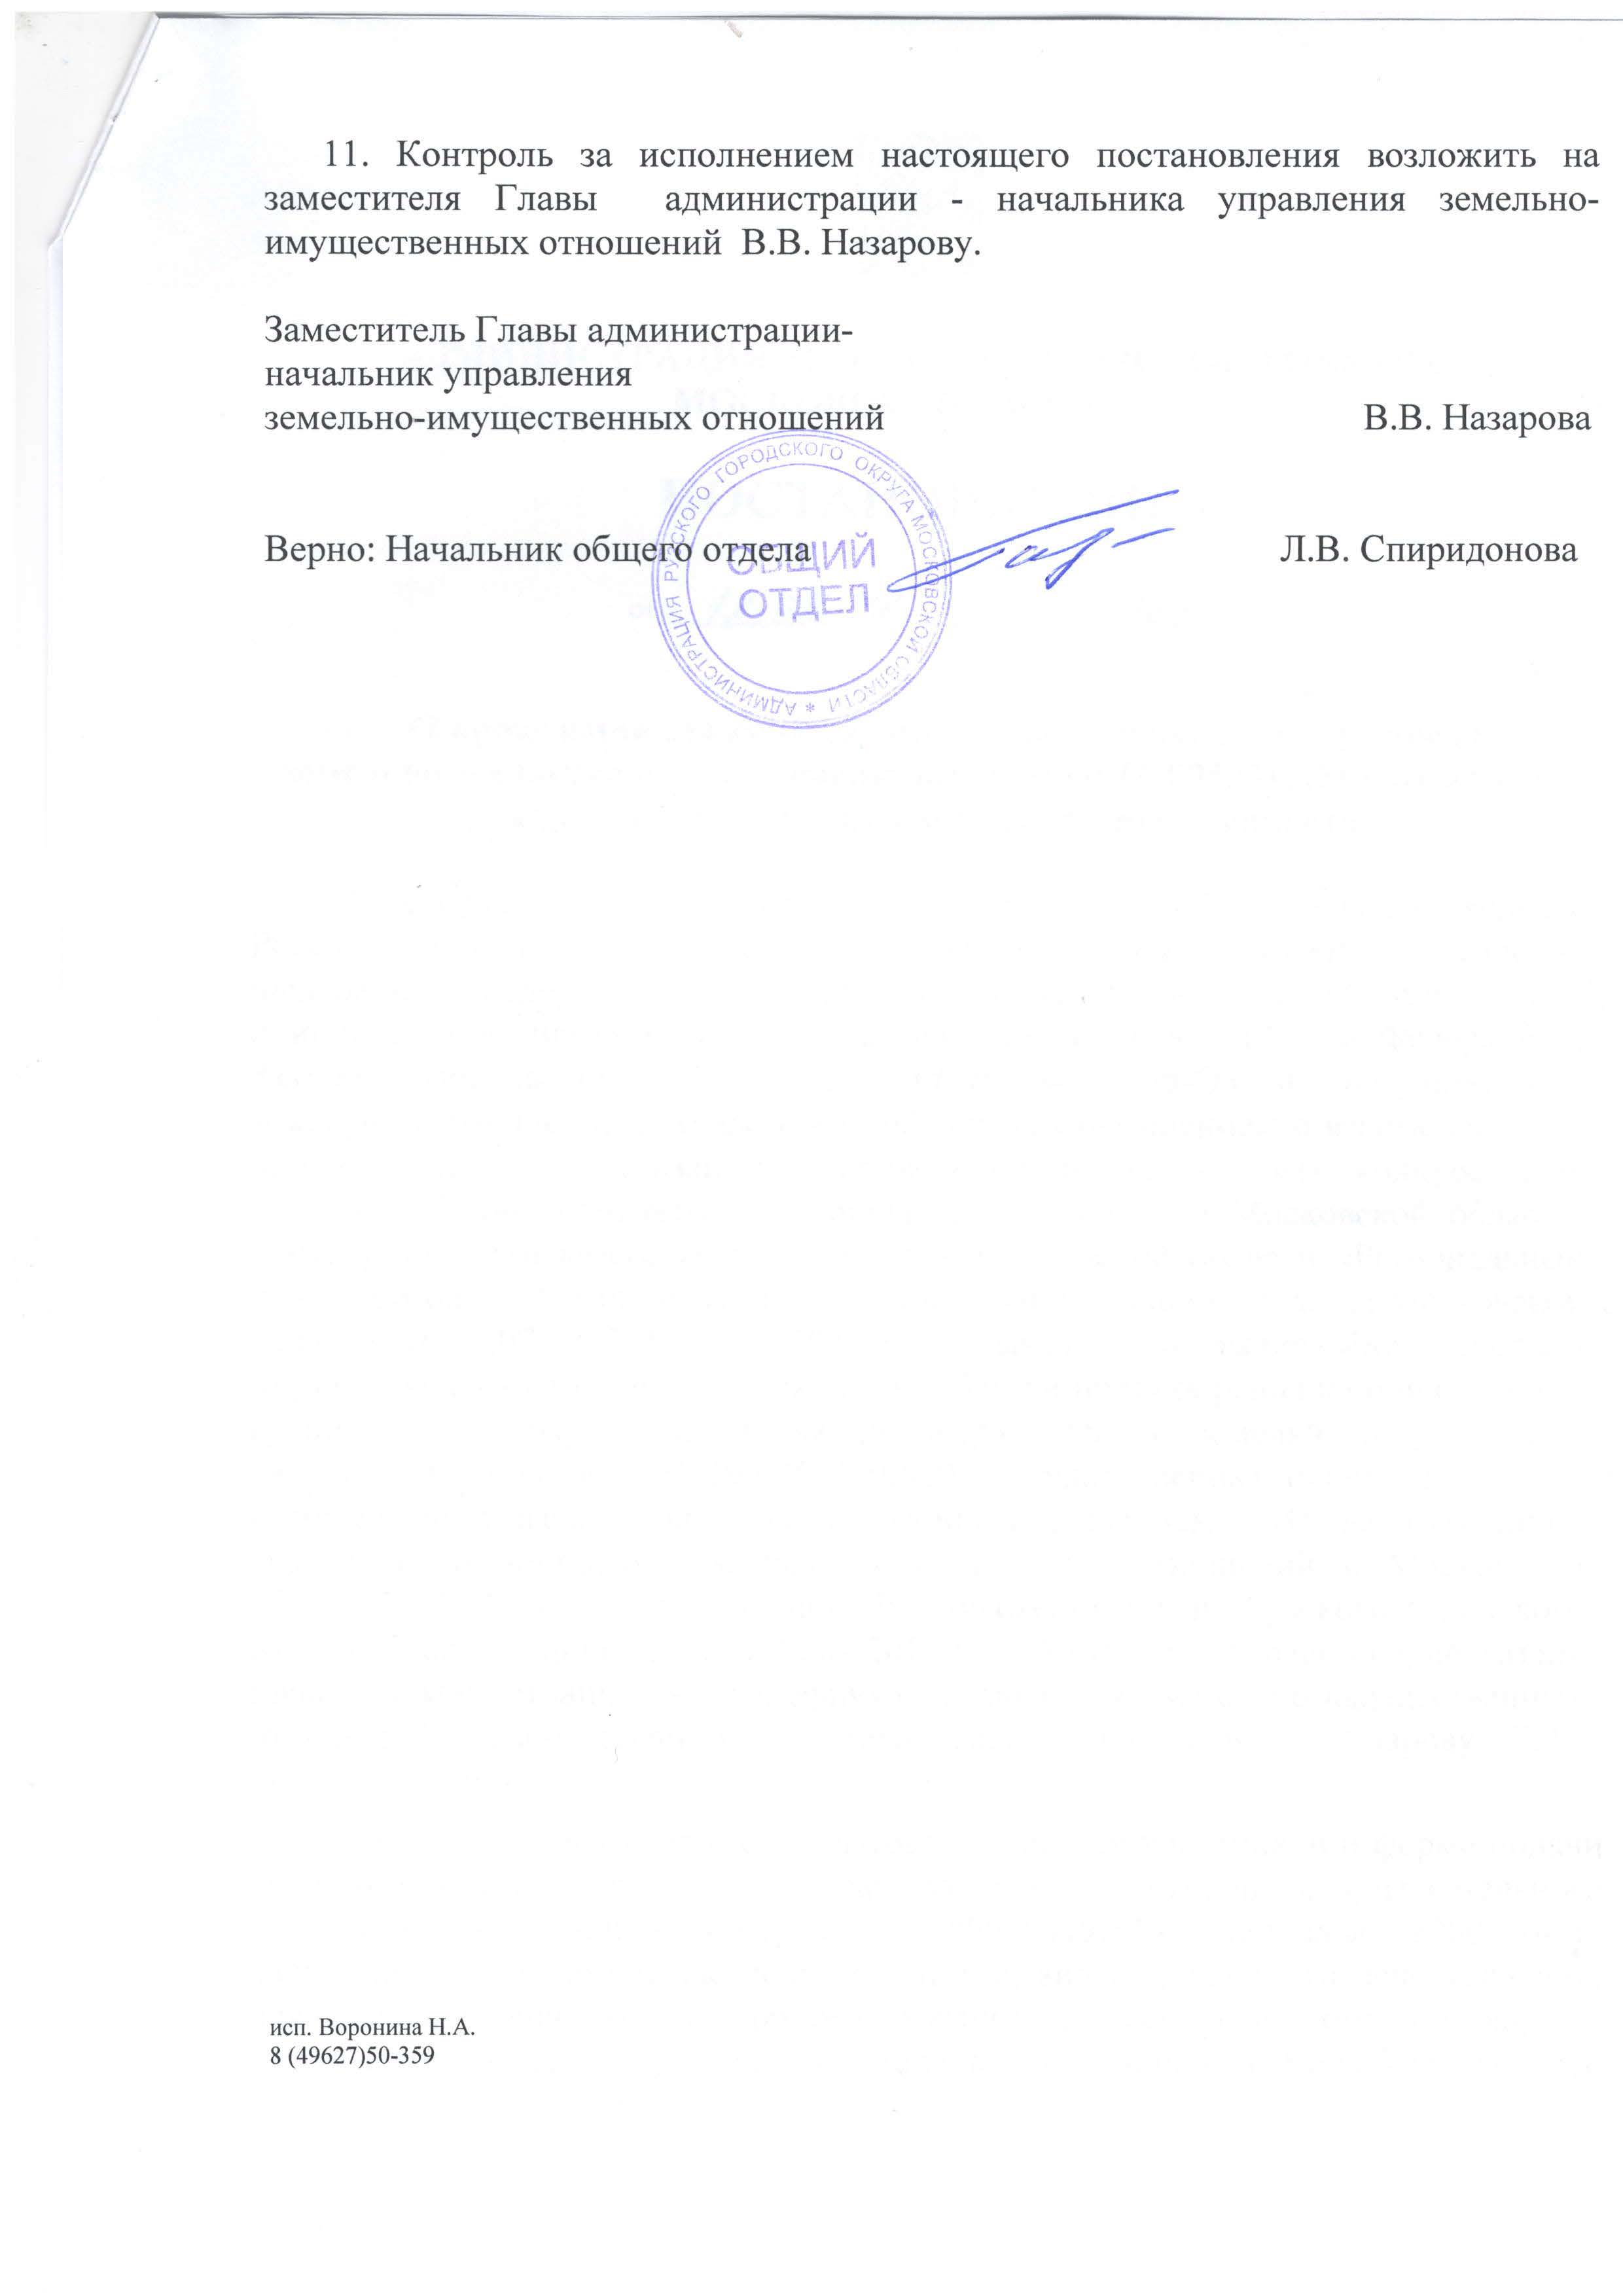 11. Контроль за исполнением настоящего постановления возложить на
заместителя Главы администрации - начальника управления земельно-
имущественных отношений В.В. Назарову.
Заместитель Главы администрации-
начальник управления
земельно-имущественных отношений В.В. Назарова
Верно: Начальник общего отдела Л.В. Спиридонова
АДМИНИСТРАЦИЯ РУЗСКОГО ГОРОДСКОГО ОКРУГА МОСКОВСКОЙ ОБЛАСТИ *
ОБЩИЙ
ОТДЕЛ
исп. Воронина Н.А.
8 (49627)50-359